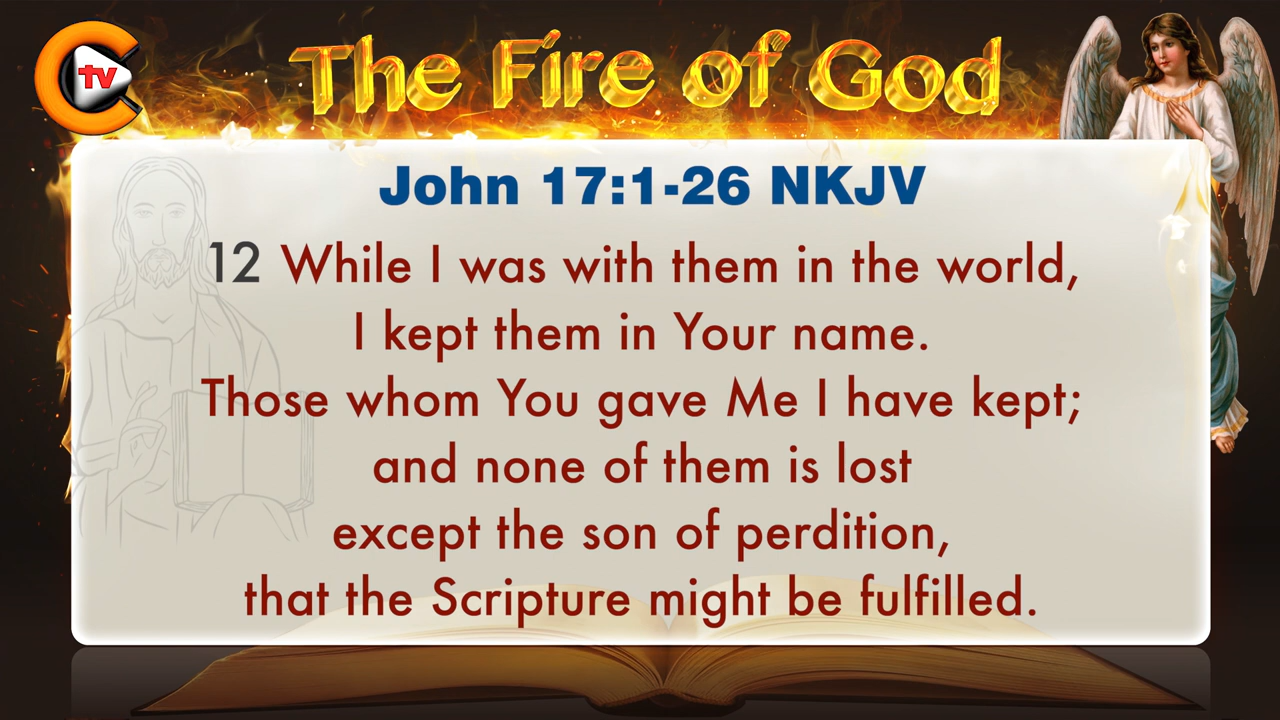 tv
The Fire of God
John 17:1-26 NKJV
12 While I was with them in the world,
I kept them in Your name.
Those whom You gave Me I have kept;
and none of them is lost
except the son of perdition,
that the Scripture might be fulfilled.